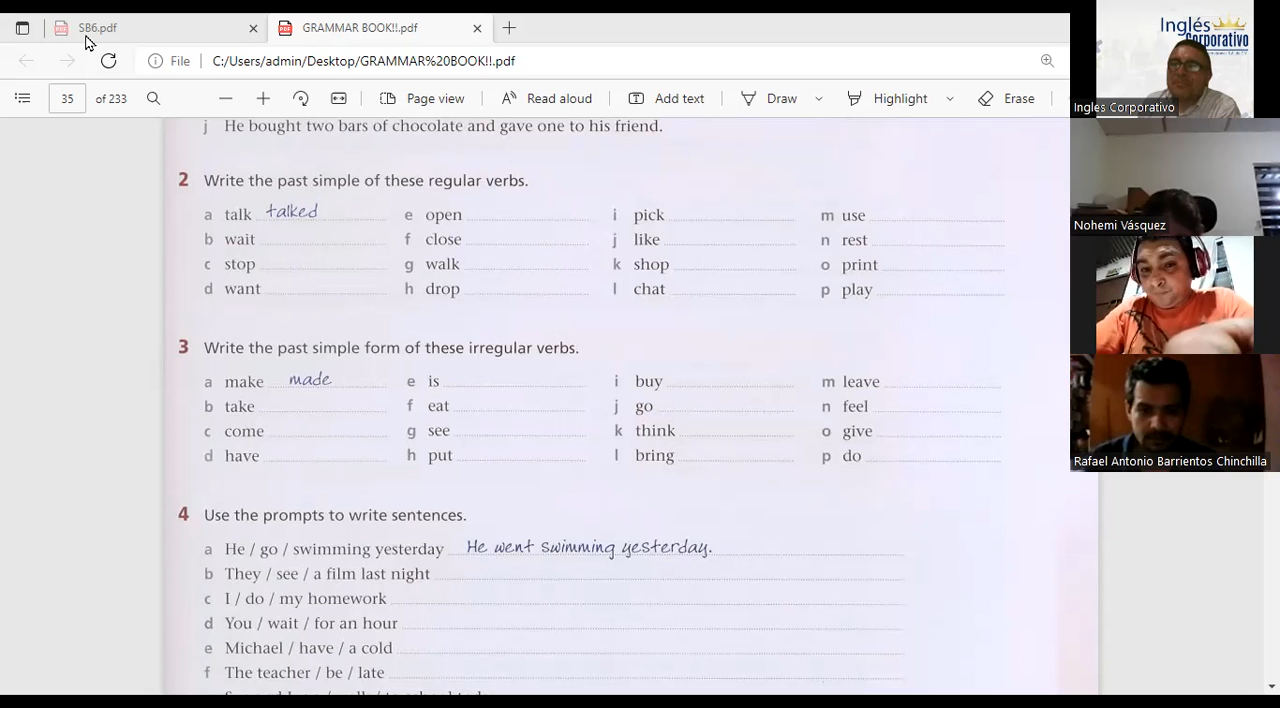 SB6.pdf
GRAMMAR BOOK!!.pdf
File C:/Users/admin/Desktop/GRAMMAR%20BOOK!!.pdf
35 of 233 Page view Read aloud Add text Draw Highlight Erase
j He bought two bars of chocolate and gave one to his friend.
2 Write the past simple of these regular verbs.
a talk talked e open i pick m use
b wait f close j like n rest
c stop g walk k shop o print
d want h drop l chat p play
3 Write the past simple form of these irregular verbs.
a make made e is i buy m leave
b take f eat j go n feel
c come g see k think o give
d have h put l bring p do
4 Use the prompts to write sentences.
a He / go / swimming yesterday He went swimming yesterday.
b They / see / a film last night
c I / do / my homework
d You / wait / for an hour
e Michael / have / a cold
f The teacher / be / late
Inglés
Corporativo
Ingles Corporativo
Nohemi Vásquez
Rafael Antonio Barrientos Chinchilla